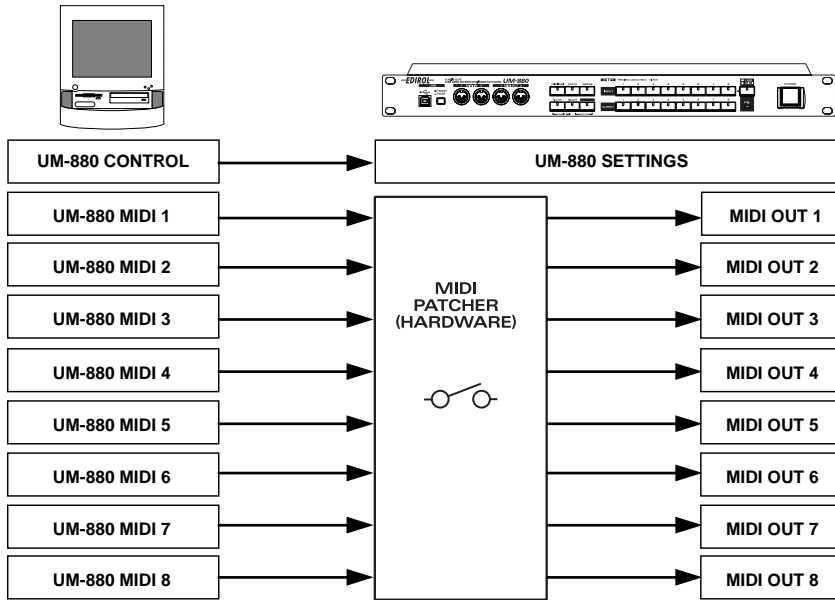 EDIROL
UM-880
UM-880 CONTROL
UM-880 SETTINGS
UM-880 MIDI 1
MIDI OUT 1
UM-880 MIDI 2
MIDI OUT 2
MIDI
PATCHER
(HARDWARE)
UM-880 MIDI 3
MIDI OUT 3
UM-880 MIDI 4
MIDI OUT 4
UM-880 MIDI 5
MIDI OUT 5
UM-880 MIDI 6
MIDI OUT 6
UM-880 MIDI 7
MIDI OUT 7
UM-880 MIDI 8
MIDI OUT 8